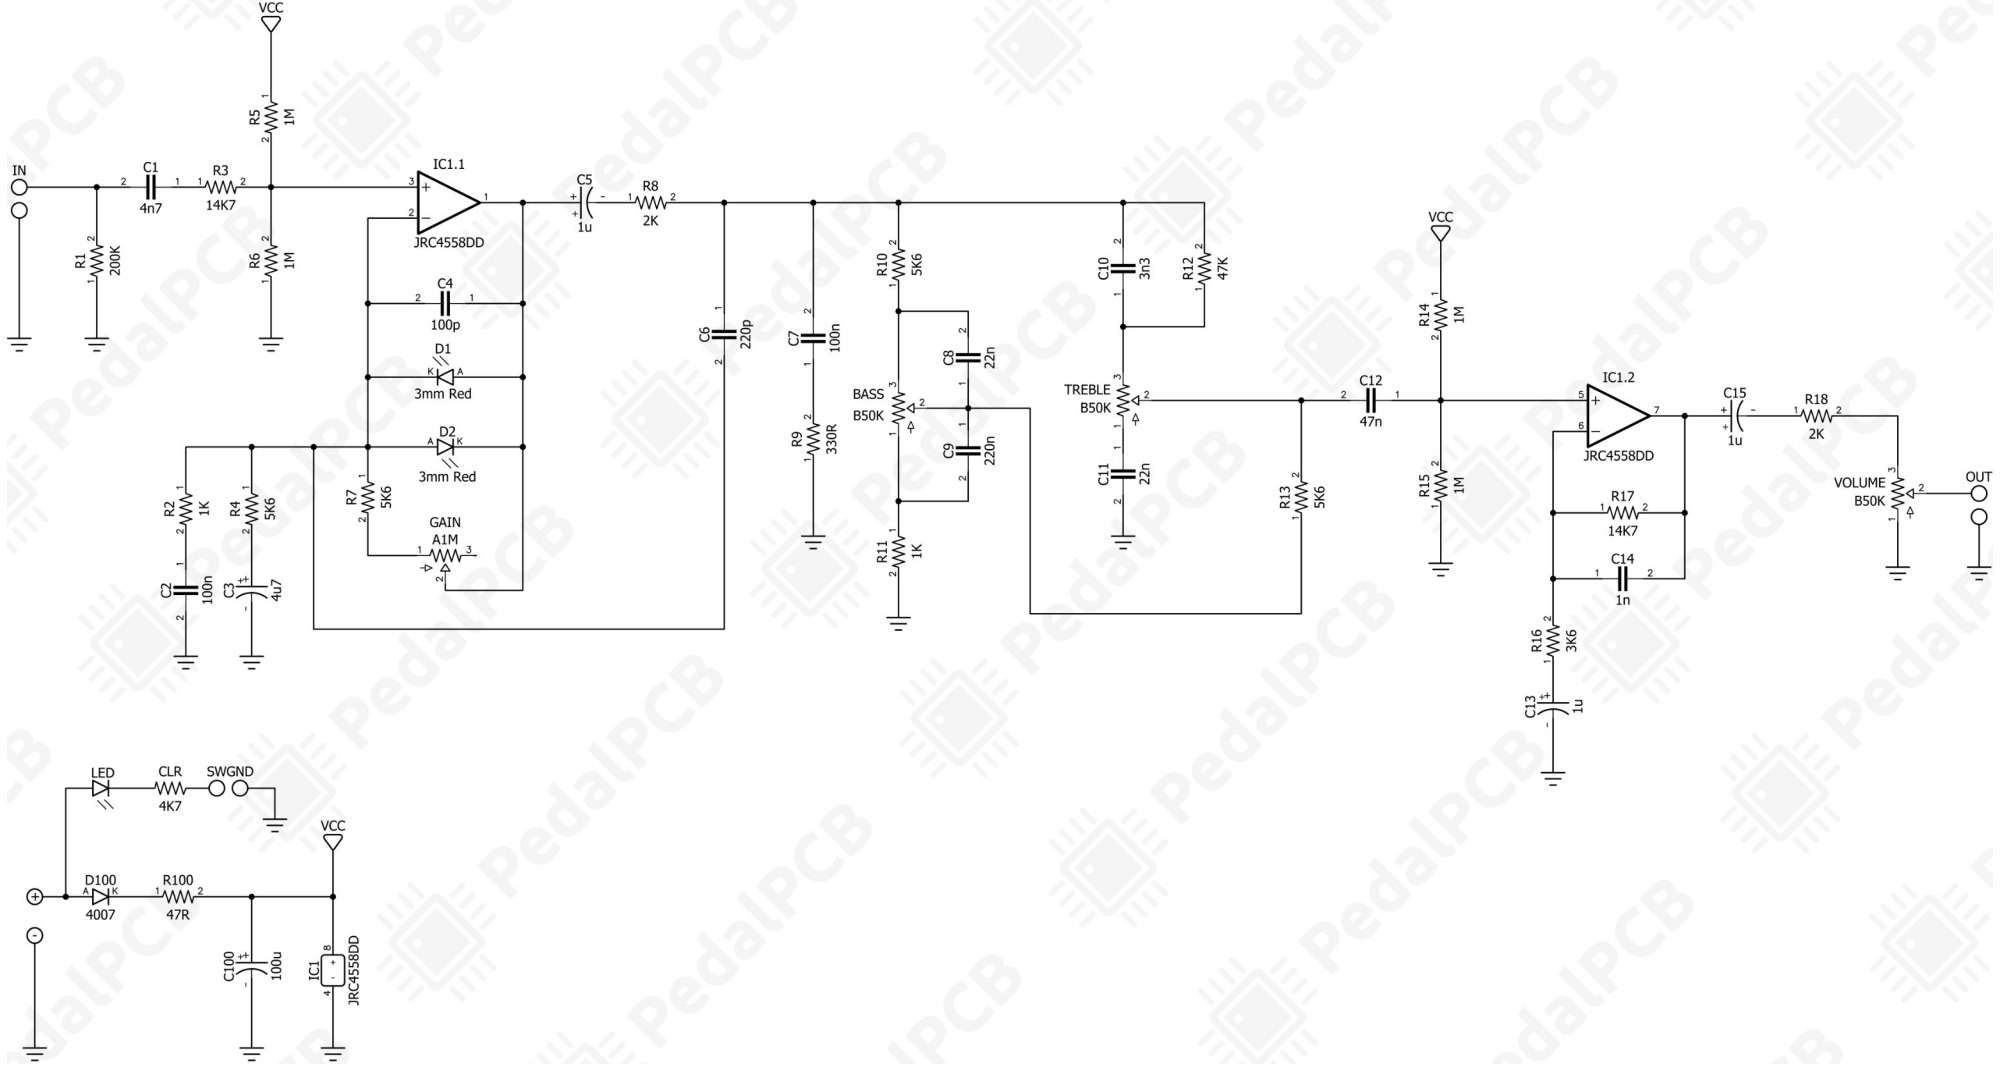 VCC
R5
1M
IN
C1
4n7
R3
14K7
R1
200K
R6
1M
IC1.1
JRC4558DD
C5
1u
R8
2K
C4
100p
D1
3mm Red
D2
3mm Red
R2
1K
R4
5K6
R7
5K6
GAIN
A1M
C2
100n
C3
4u7
C6
220p
C7
100n
R9
330R
R10
5K6
C8
22n
BASS
B50K
C9
220n
R11
1K
C10
3n3
R12
47K
TREBLE
B50K
C11
22n
R13
5K6
C12
47n
VCC
R14
1M
R15
1M
IC1.2
JRC4558DD
C15
1u
R18
2K
VOLUME
B50K
OUT
R17
14K7
C14
1n
R16
3K6
C13
1u
LED
CLR
4K7
SW
GND
VCC
D100
4007
R100
47R
C100
100u
IC1
JRC4558DD
PedalPCB